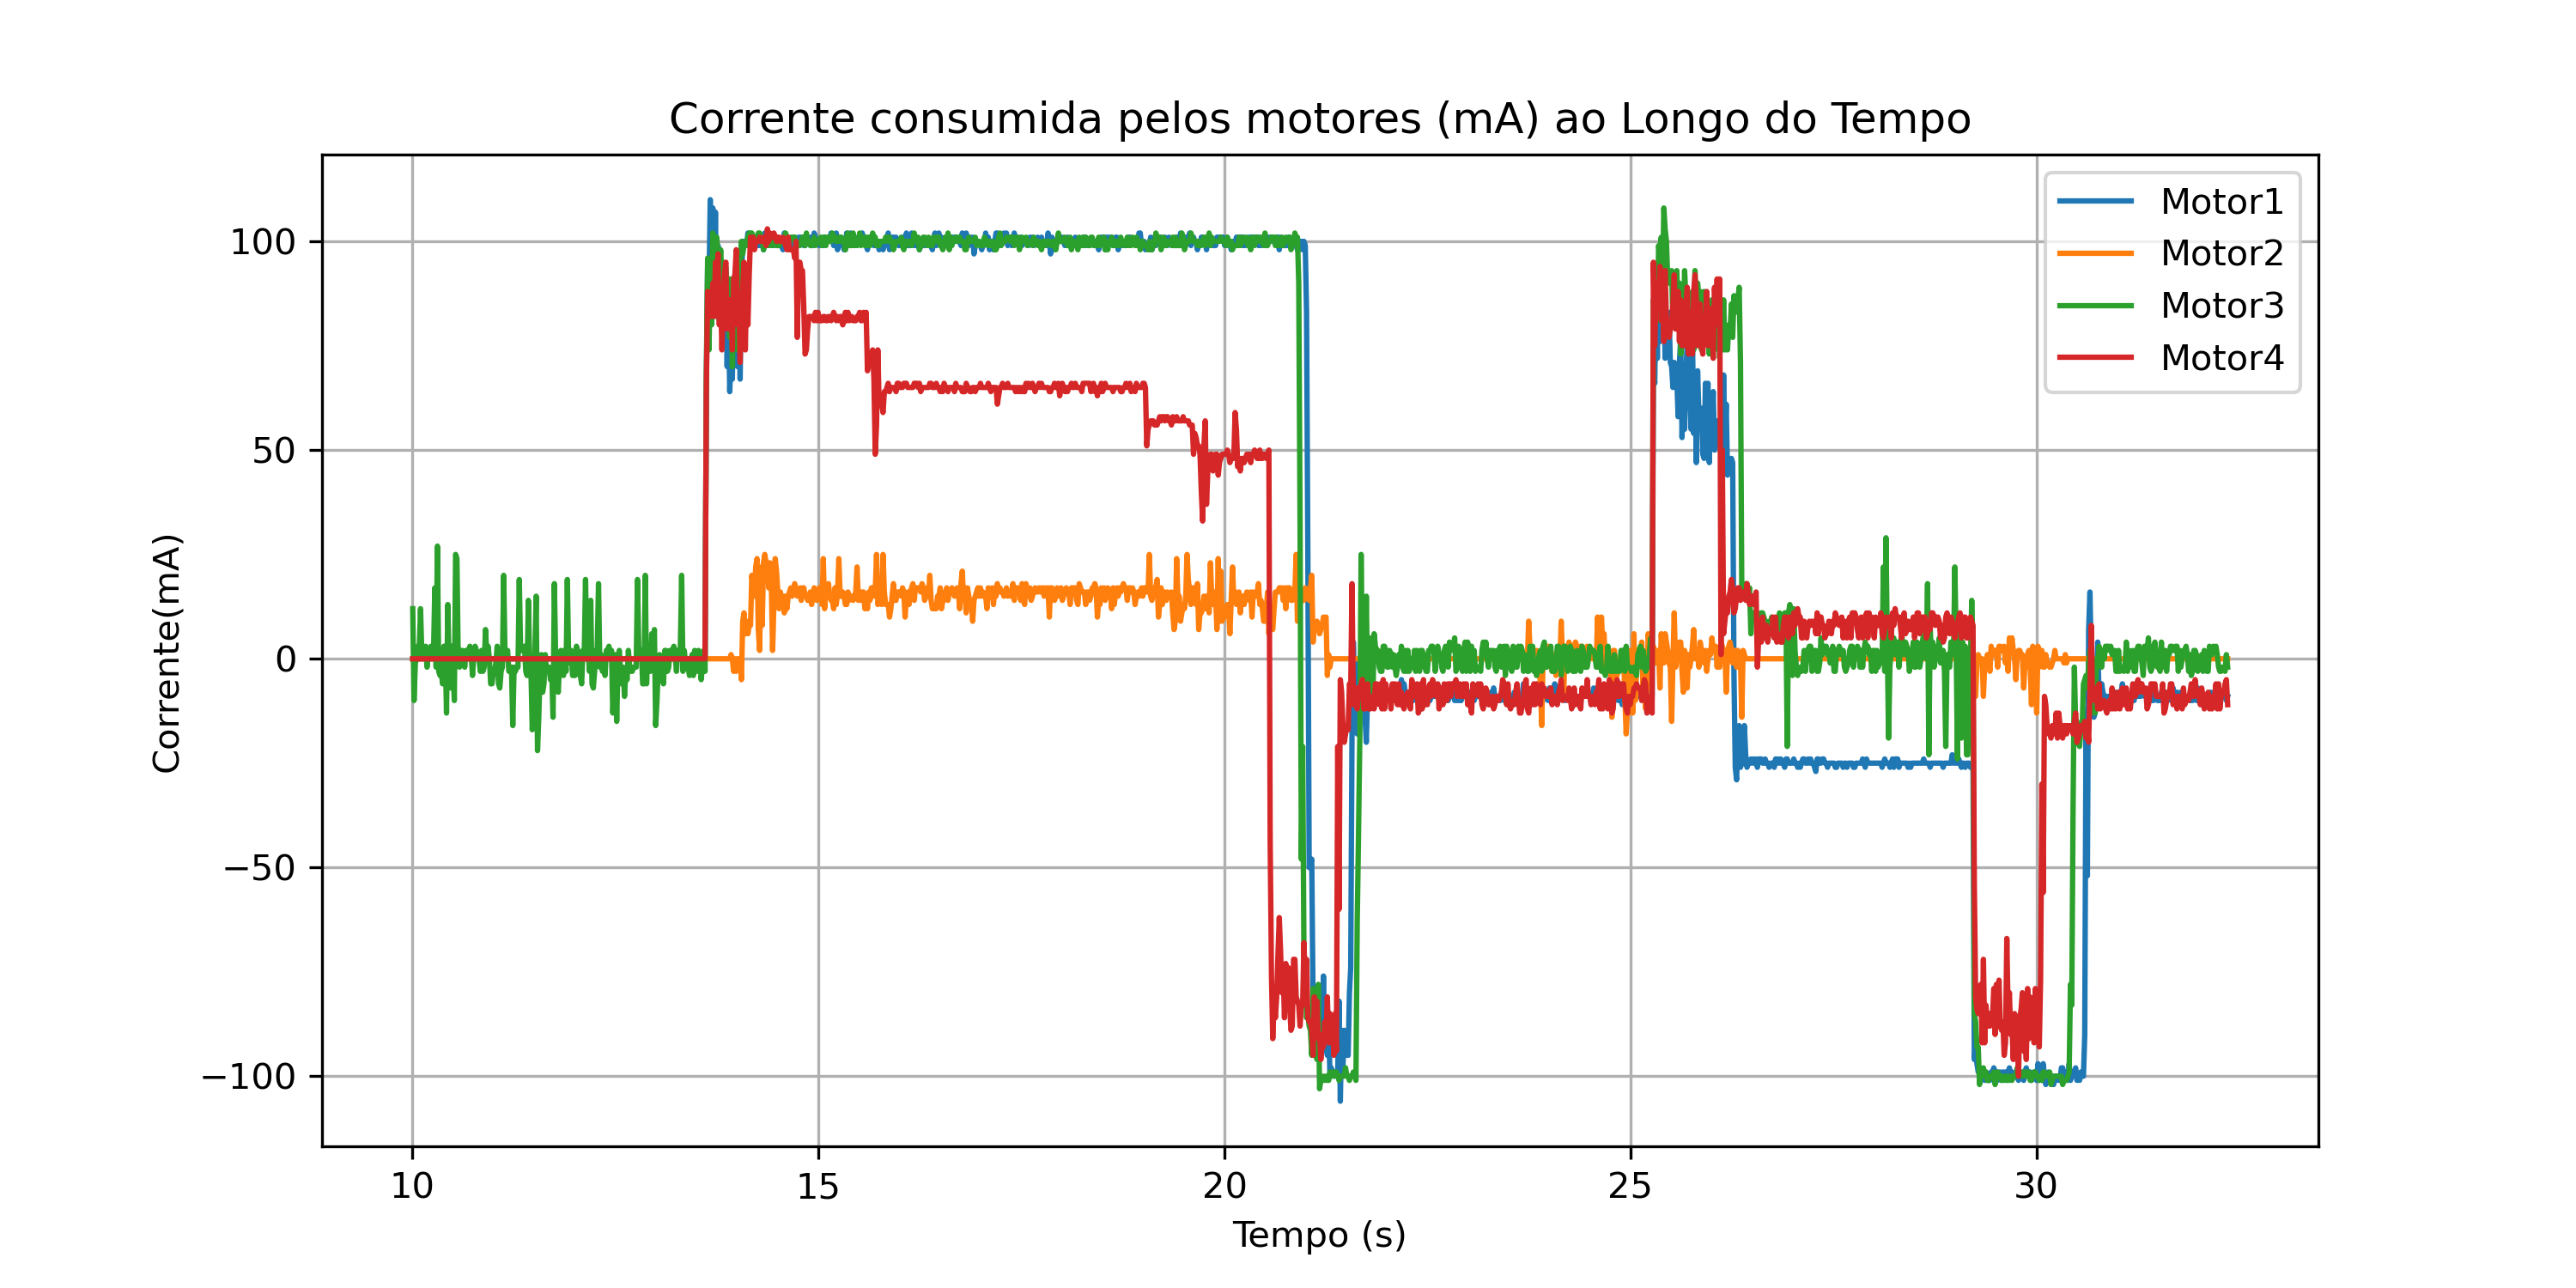 Corrente consumida pelos motores (mA) ao Longo do Tempo
Motor1
Motor2
Motor3
Motor4
100
50
0
−50
−100
Corrente(mA)
10 15 20 25 30
Tempo (s)